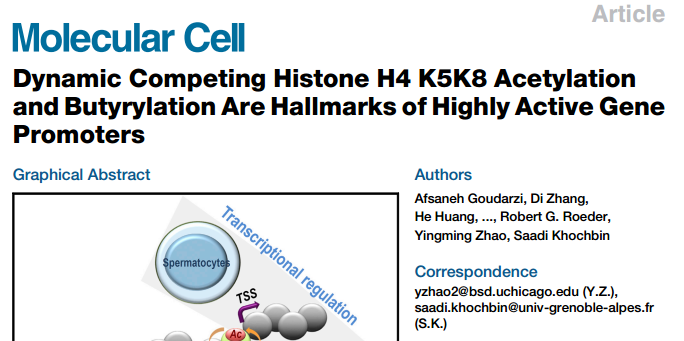 Article
Molecular Cell
Dynamic Competing Histone H4 K5K8 Acetylation
and Butyrylation Are Hallmarks of Highly Active Gene
Promoters
Graphical Abstract
Transcriptional regulation
Spermatocytes
TSS
Ac
Authors
Afsaneh Goudarzi, Di Zhang,
He Huang, ..., Robert G. Roeder,
Yingming Zhao, Saadi Khochbin
Correspondence
yzhao2@bsd.uchicago.edu (Y.Z.),
saadi.khochbin@univ-grenoble-alpes.fr
(S.K.)